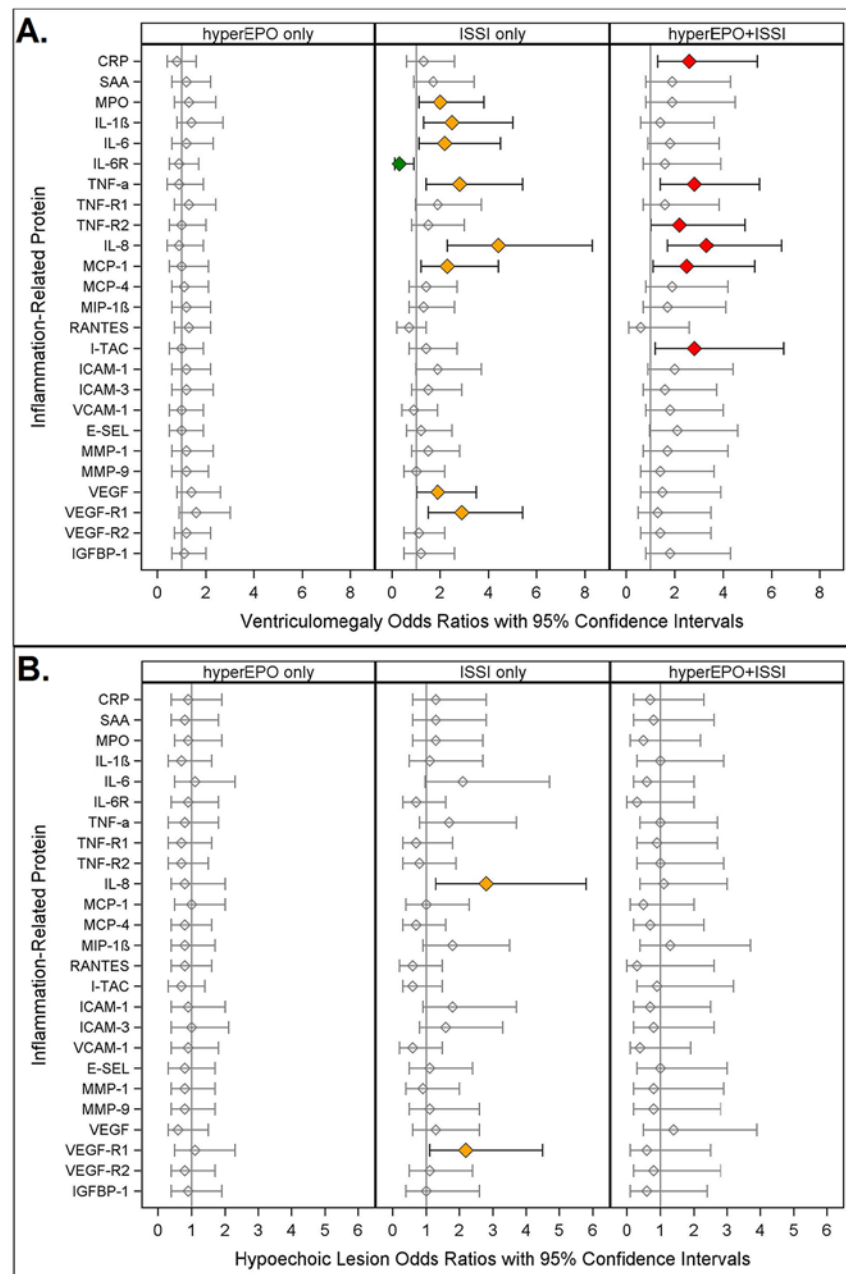 A.
hyperEPO only ISSI only hyperEPO+ISSI
Inflammation-Related Protein
CRP
SAA
MPO
IL-1ß
IL-6
IL-6R
TNF-a
TNF-R1
TNF-R2
IL-8
MCP-1
MCP-4
MIP-1ß
RANTES
I-TAC
ICAM-1
ICAM-3
VCAM-1
E-SEL
MMP-1
MMP-9
VEGF
VEGF-R1
VEGF-R2
IGFBP-1
0 2 4 6 8 0 2 4 6 8 0 2 4 6 8
Ventriculomegaly Odds Ratios with 95% Confidence Intervals
B.
hyperEPO only ISSI only hyperEPO+ISSI
Inflammation-Related Protein
CRP
SAA
MPO
IL-1ß
IL-6
IL-6R
TNF-a
TNF-R1
TNF-R2
IL-8
MCP-1
MCP-4
MIP-1ß
RANTES
I-TAC
ICAM-1
ICAM-3
VCAM-1
E-SEL
MMP-1
MMP-9
VEGF
VEGF-R1
VEGF-R2
IGFBP-1
0 1 2 3 4 5 6 0 1 2 3 4 5 6 0 1 2 3 4 5 6
Hypoechoic Lesion Odds Ratios with 95% Confidence Intervals